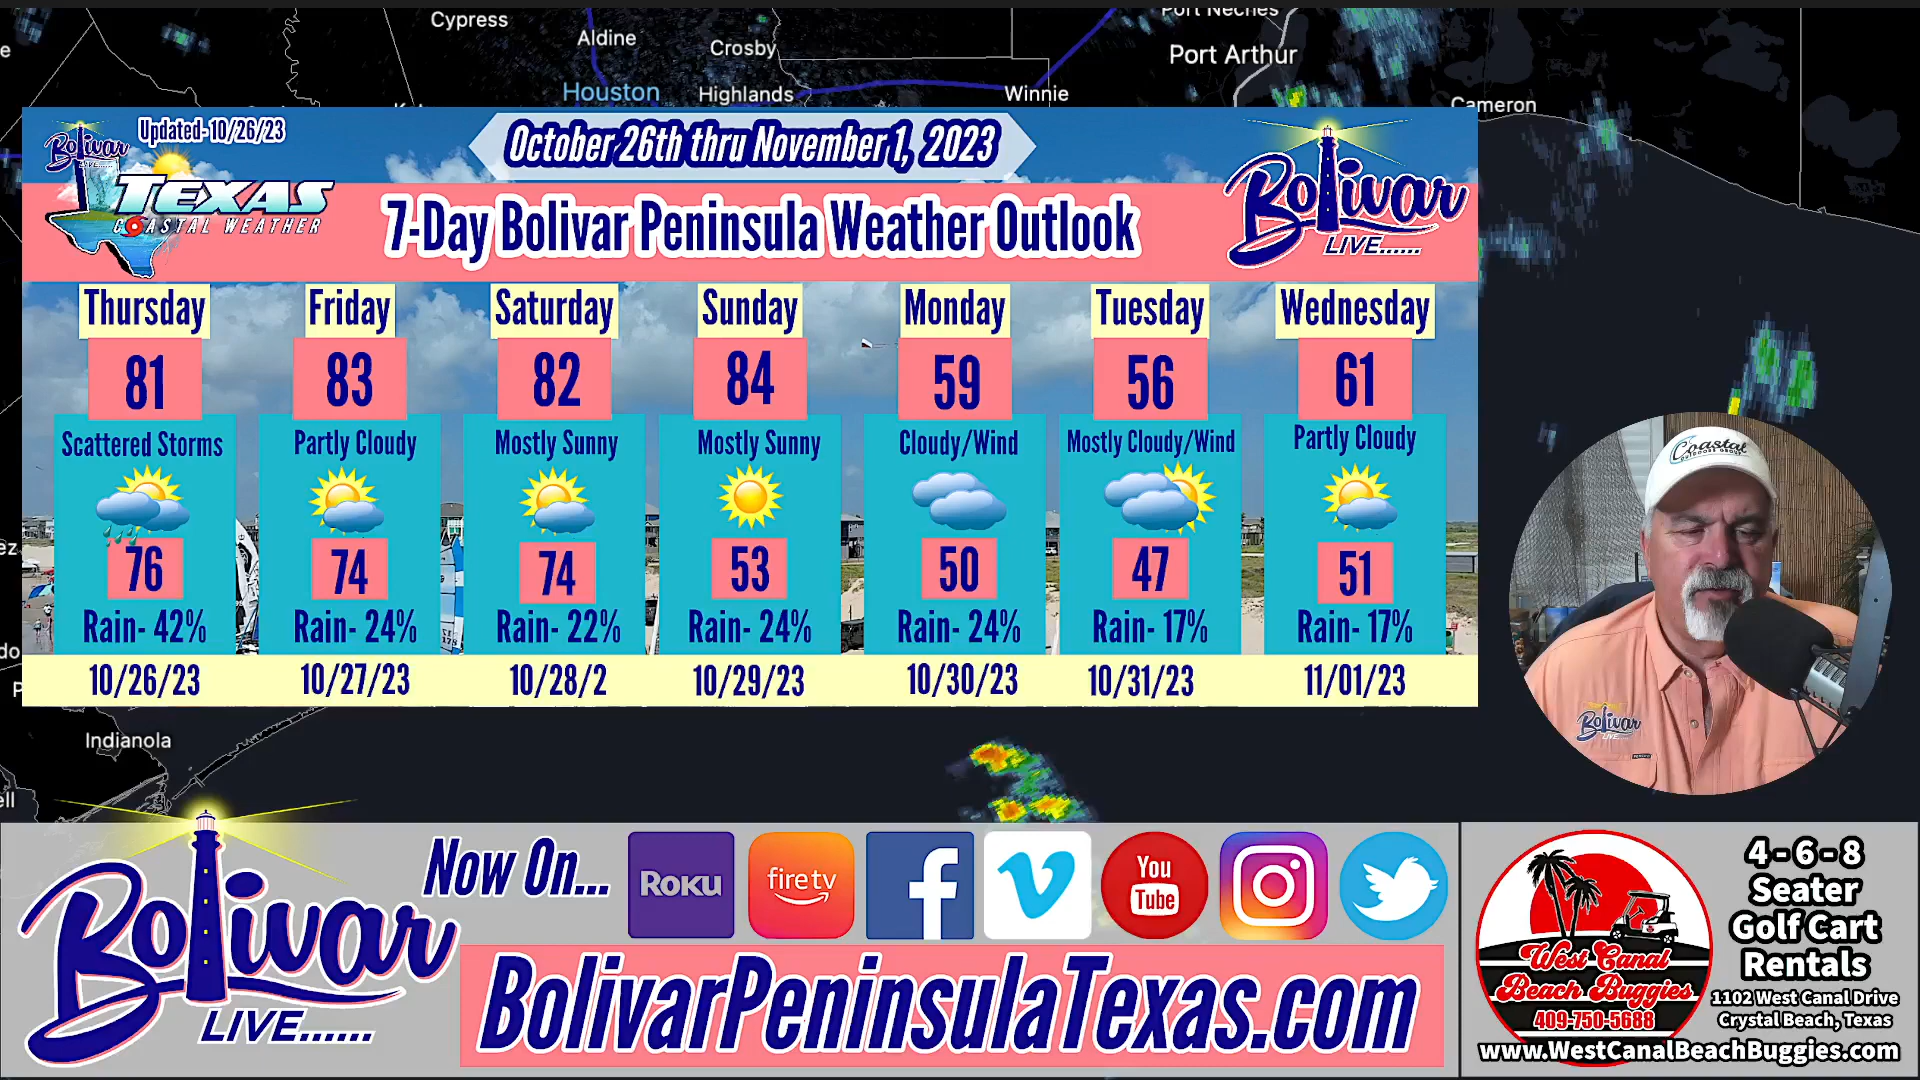 Cypress
Aldine
Crosby
Port Neches
Port Arthur
Houston
Highlands
Winnie
Cameron
Updated- 10/26/23
Bolivar
LIVE......
TEXAS
COASTAL WEATHER
October 26th thru November 1, 2023
7-Day Bolivar Peninsula Weather Outlook
Bolivar
LIVE......
Thursday Friday Saturday Sunday Monday Tuesday Wednesday
81 83 82 84 59 56 61
Scattered Storms Partly Cloudy Mostly Sunny Mostly Sunny Cloudy/Wind Mostly Cloudy/Wind Partly Cloudy
76 74 74 53 50 47 51
Rain- 42% Rain- 24% Rain- 22% Rain- 24% Rain- 24% Rain- 17% Rain- 17%
10/26/23 10/27/23 10/28/2 10/29/23 10/30/23 10/31/23 11/01/23
Coastal
OUTDOORS GROUP
Bolivar
LIVE......
Indianola
Bolivar
LIVE......
Now On...
ROKU
fire tv
You
Tube
BolivarPeninsulaTexas.com
West Canal
Beach Buggies
409-750-5688
4 - 6 - 8
Seater
Golf Cart
Rentals
1102 West Canal Drive
Crystal Beach, Texas
www.WestCanalBeachBuggies.com